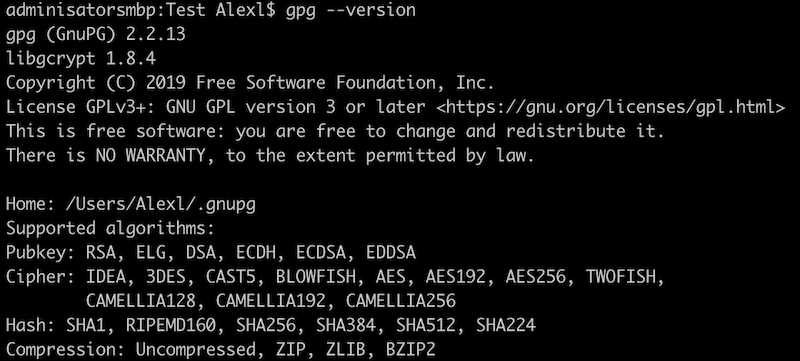 adminisatorsmbp:Test Alexl$ gpg --version
gpg (GnuPG) 2.2.13
libgcrypt 1.8.4
Copyright (C) 2019 Free Software Foundation, Inc.
License GPLv3+: GNU GPL version 3 or later <https://gnu.org/licenses/gpl.html>
This is free software: you are free to change and redistribute it.
There is NO WARRANTY, to the extent permitted by law.

Home: /Users/Alexl/.gnupg
Supported algorithms:
Pubkey: RSA, ELG, DSA, ECDH, ECDSA, EDDSA
Cipher: IDEA, 3DES, CAST5, BLOWFISH, AES, AES192, AES256, TWOFISH,
        CAMELLIA128, CAMELLIA192, CAMELLIA256
Hash: SHA1, RIPEMD160, SHA256, SHA384, SHA512, SHA224
Compression: Uncompressed, ZIP, ZLIB, BZIP2